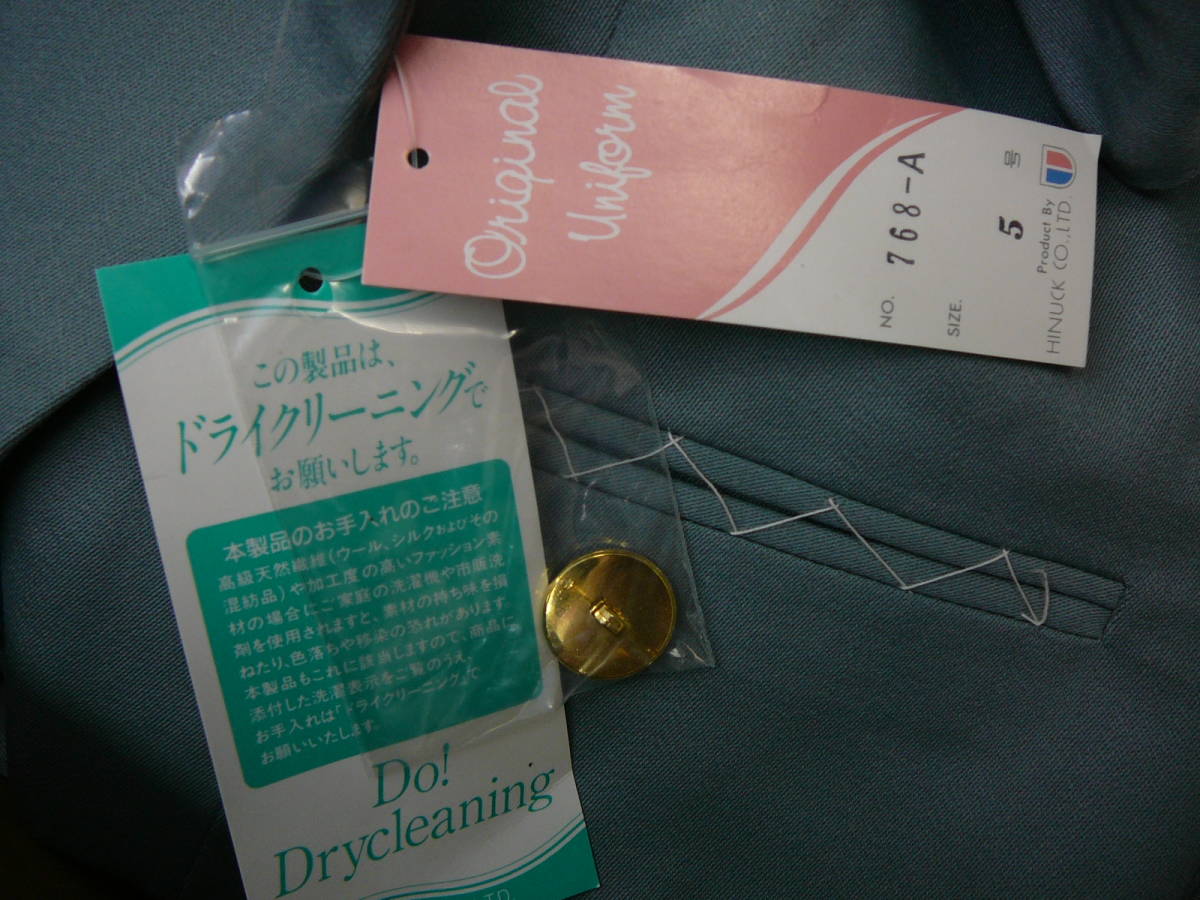 Original
Uniform
NO. 768-A
SIZE. 5 号
Product By
HINUCK CO.,LTD.
この製品は、
ドライクリーニングで
お願いします。
本製品のお手入れのご注意
高級天然繊維(ウール、シルクおよびその
混紡品)や加工度の高いファッション素
材の場合にご家庭の洗濯機や市販洗
剤を使用されますと、素材の持ち味を損
ねたり、色落ちや移染の恐れがあります。
本製品もこれに該当しますので、商品に
添付した洗濯表示をご覧のうえ、
お手入れは「ドライクリーニング」で
お願いいたします。
Do!
Drycleaning
LTD.